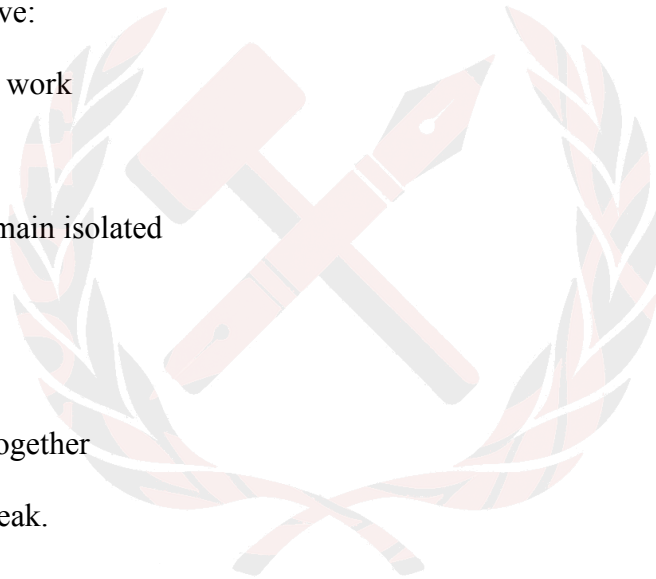 ve:
work
main isolated
ogether
eak.